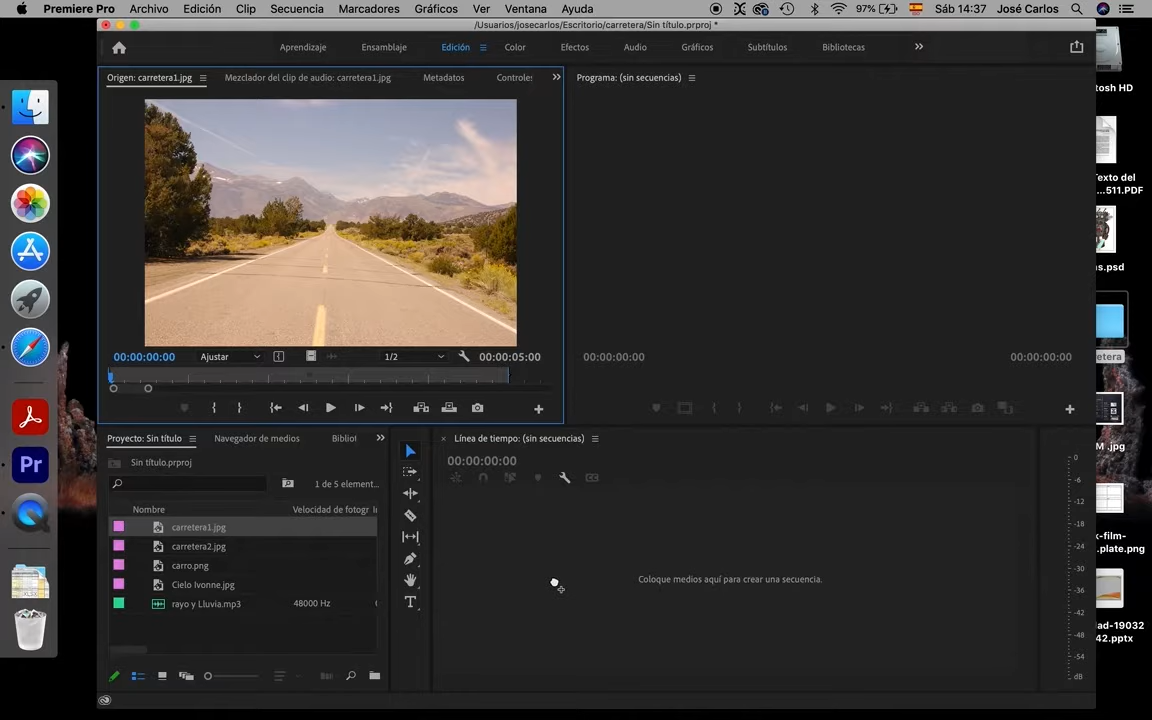 Premiere Pro Archivo Edición Clip Secuencia Marcadores Gráficos Ver Ventana Ayuda 97% Sáb 14:37 José Carlos
/Usuarios/josecarlos/Escritorio/carretera/Sin título.prproj *
Aprendizaje Ensamblaje Edición Color Efectos Audio Gráficos Subtítulos Bibliotecas
Origen: carretera1.jpg Mezclador del clip de audio: carretera1.jpg Metadatos Controles
Programa: (sin secuencias)
00:00:00:00 Ajustar 1/2 00:00:05:00
00:00:00:00 00:00:00:00
Proyecto: Sin título Navegador de medios Bibliot
Sin título.prproj
1 de 5 element...
Nombre Velocidad de fotogr
carretera1.jpg
carretera2.jpg
carro.png
Cielo Ivonne.jpg
rayo y Lluvia.mp3 48000 Hz
Línea de tiempo: (sin secuencias)
00:00:00:00
Coloque medios aquí para crear una secuencia.
T
0
-6
-12
-18
-24
-30
-36
-42
-48
-54
dB
tosh HD
Texto del
...511.PDF
s.psd
etera
M .jpg
k-film-
.plate.png
dad-19032
42.pptx
Pr
XLSX